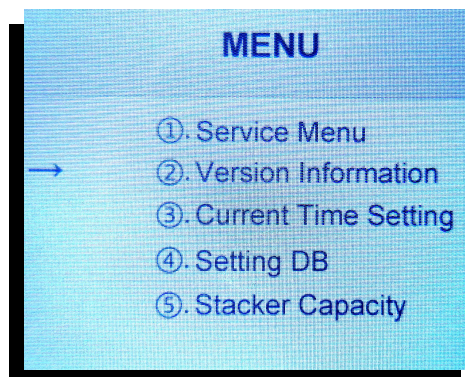 MENU
①. Service Menu
→ ②. Version Information
③. Current Time Setting
④. Setting DB
⑤. Stacker Capacity